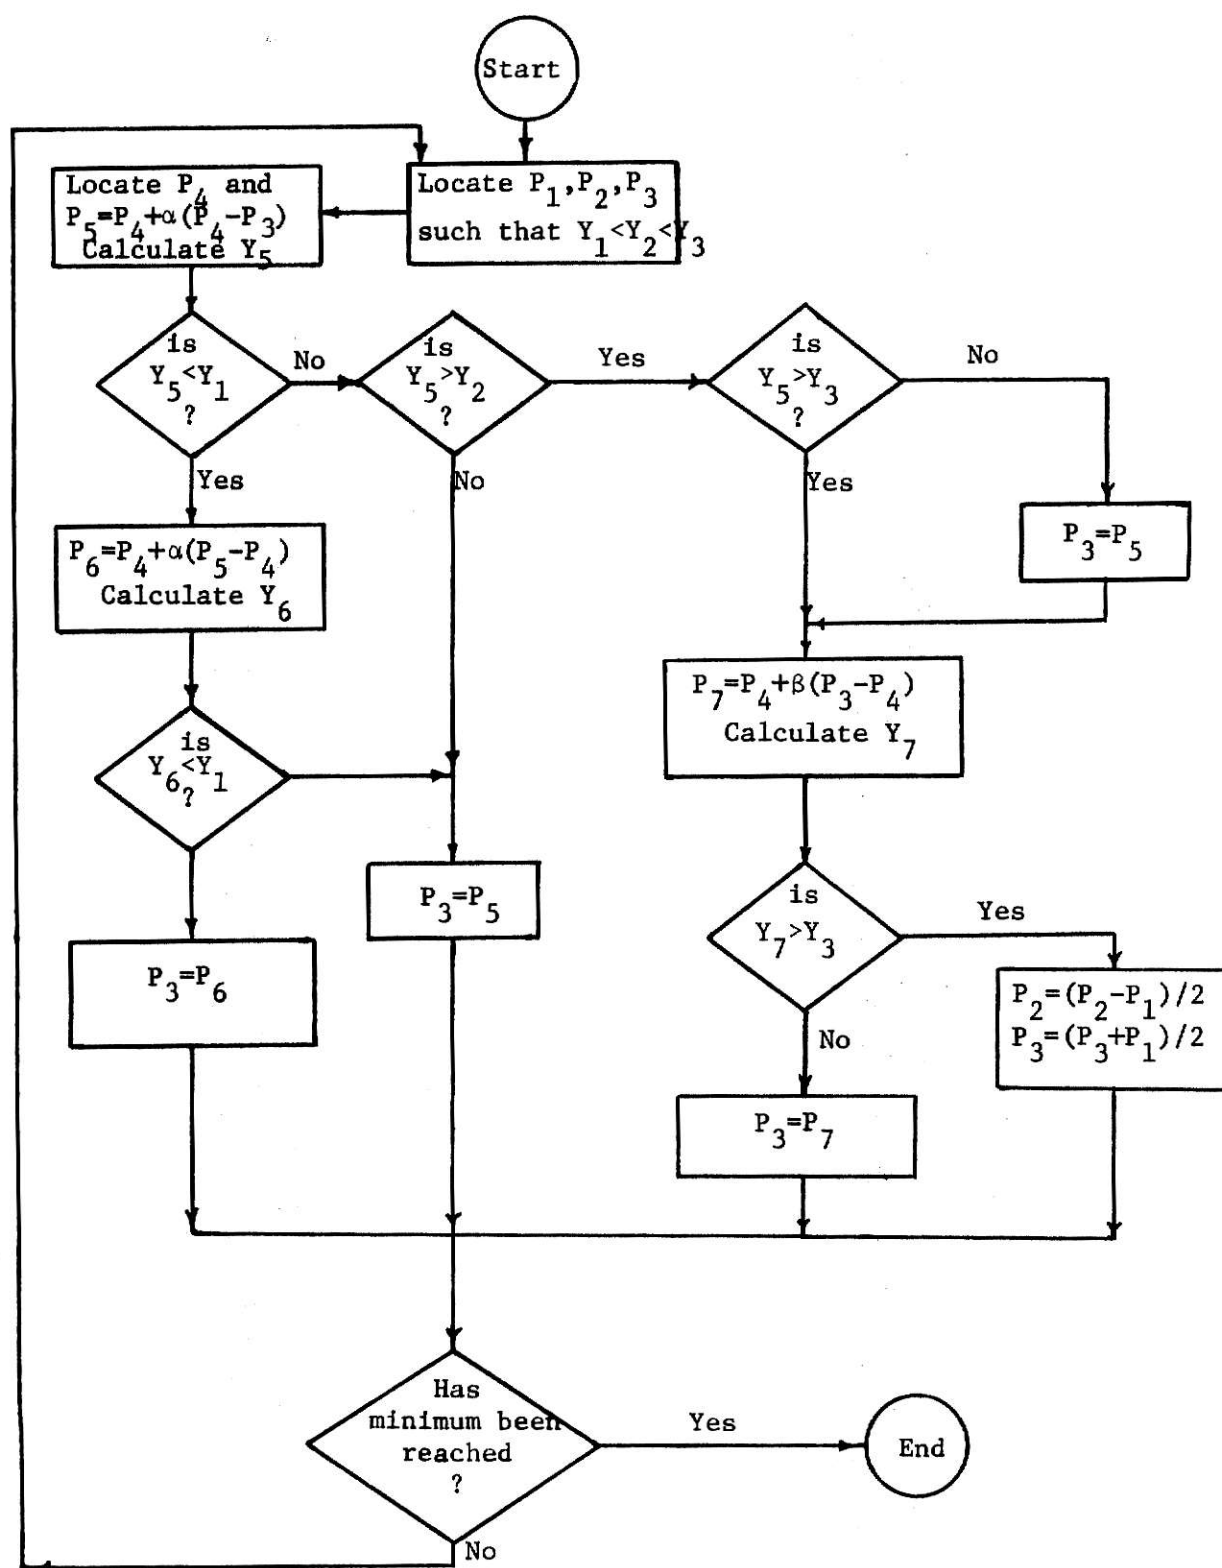 Start
Locate P₁,P₂,P₃
such that Y₁<Y₂<Y₃
Locate P₄ and
P₅=P₄+α(P₄-P₃)
Calculate Y₅
is
Y₅<Y₁
?
No
is
Y₅>Y₂
?
Yes
is
Y₅>Y₃
?
No
Yes
No
Yes
P₃=P₅
P₆=P₄+α(P₅-P₄)
Calculate Y₆
P₇=P₄+β(P₃-P₄)
Calculate Y₇
is
Y₆<Y₁
?
P₃=P₅
is
Y₇>Y₃
?
Yes
P₃=P₆
P₂=(P₂-P₁)/2
P₃=(P₃+P₁)/2
No
P₃=P₇
Has
minimum been
reached
?
Yes
End
No